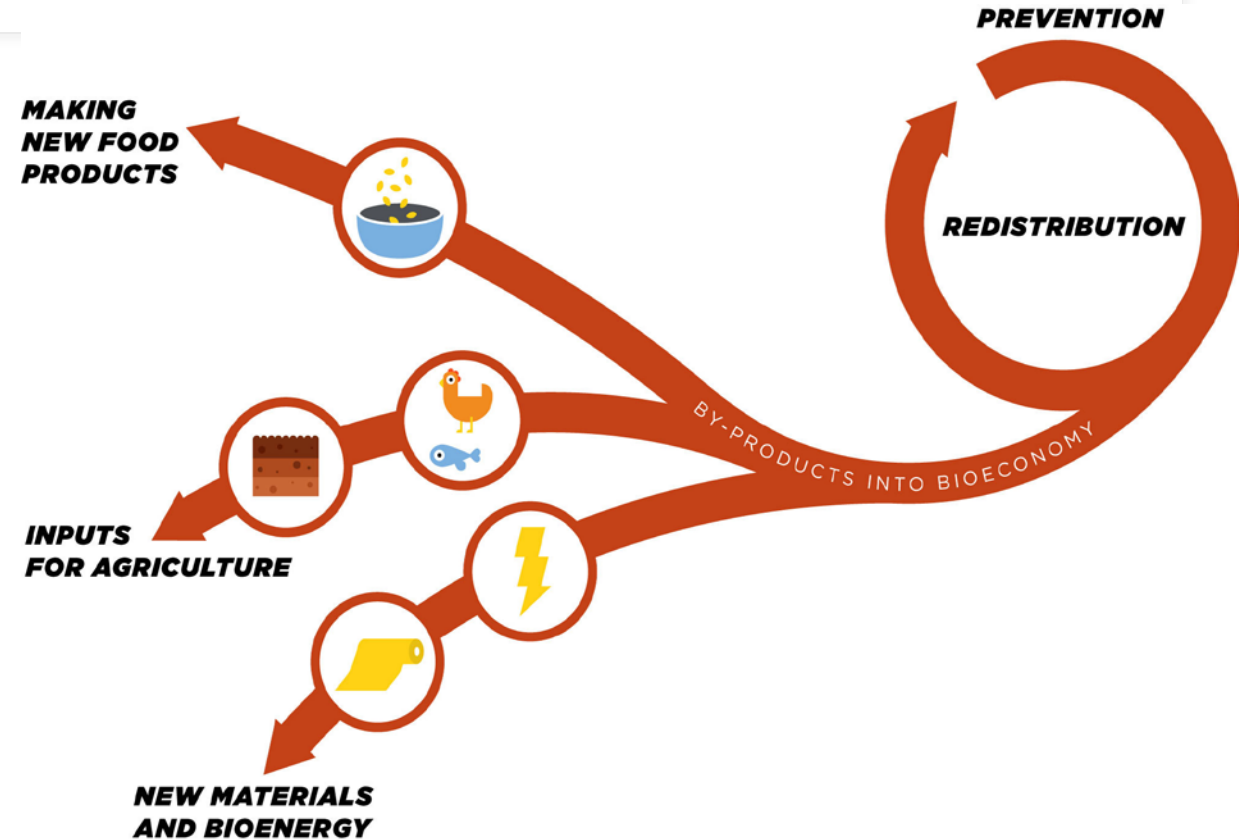 PREVENTION
REDISTRIBUTION
MAKING
NEW FOOD
PRODUCTS
BY-PRODUCTS INTO BIOECONOMY
INPUTS
FOR AGRICULTURE
NEW MATERIALS
AND BIOENERGY